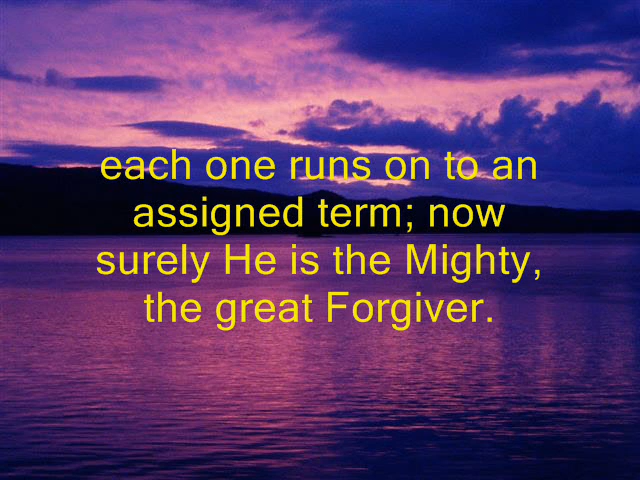 each one runs on to an
assigned term; now
surely He is the Mighty,
the great Forgiver.